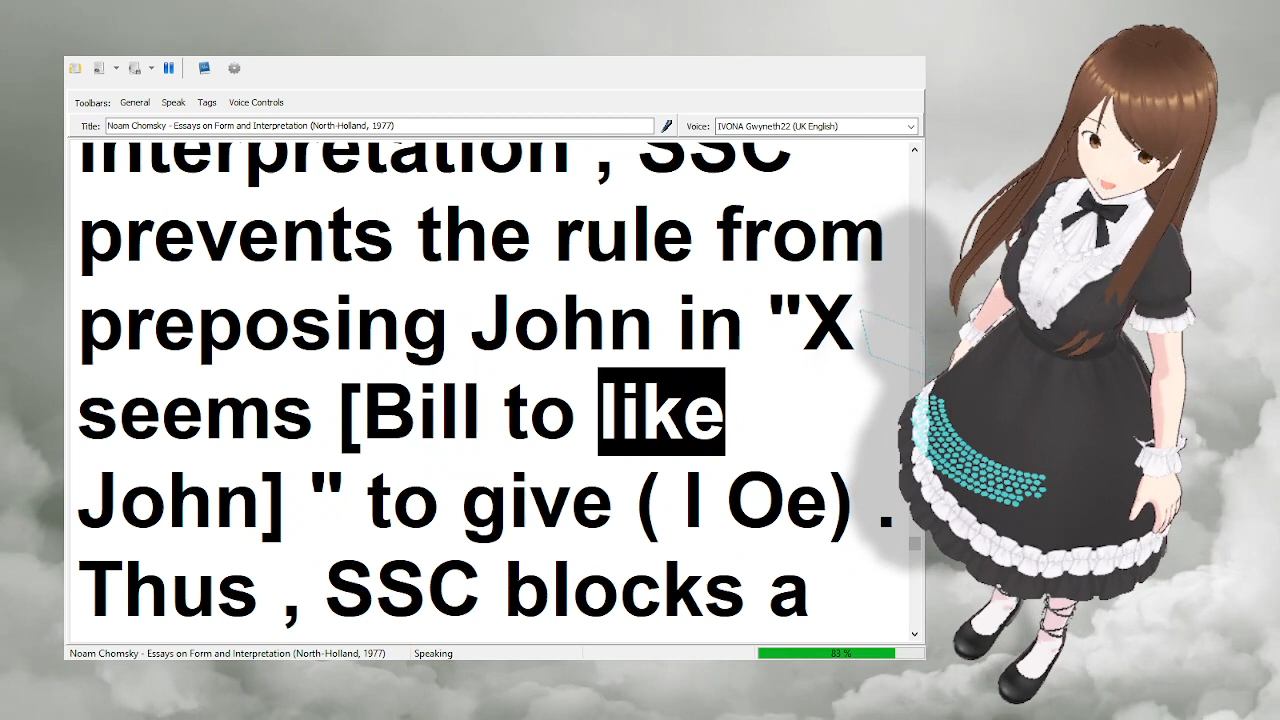 Toolbars: General Speak Tags Voice Controls
Title: Noam Chomsky - Essays on Form and Interpretation (North-Holland, 1977) Voice: IVONA Gwyneth22 (UK English)
interpretation , SSC
prevents the rule from
preposing John in "X
seems [Bill to like
John] " to give ( l Oe) .
Thus , SSC blocks a
Noam Chomsky - Essays on Form and Interpretation (North-Holland, 1977) Speaking 83 %